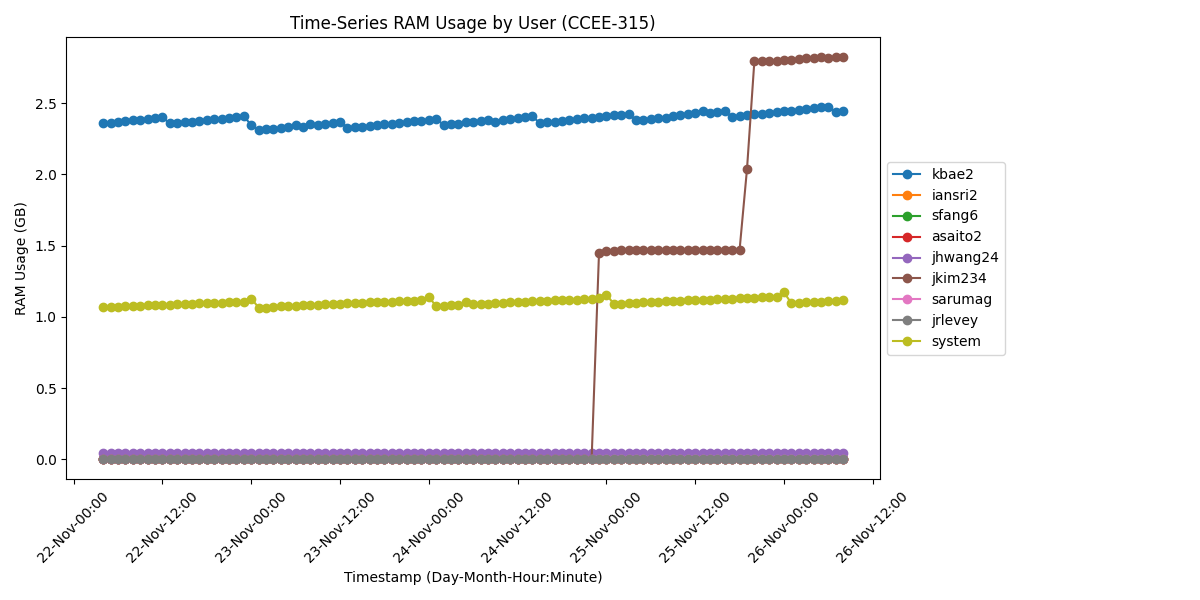 Time-Series RAM Usage by User (CCEE-315)
RAM Usage (GB)
2.5
2.0
1.5
1.0
0.5
0.0
22-Nov-00:00
22-Nov-12:00
23-Nov-00:00
23-Nov-12:00
24-Nov-00:00
24-Nov-12:00
25-Nov-00:00
25-Nov-12:00
26-Nov-00:00
26-Nov-12:00
Timestamp (Day-Month-Hour:Minute)
kbae2
iansri2
sfang6
asaito2
jhwang24
jkim234
sarumag
jrlevey
system